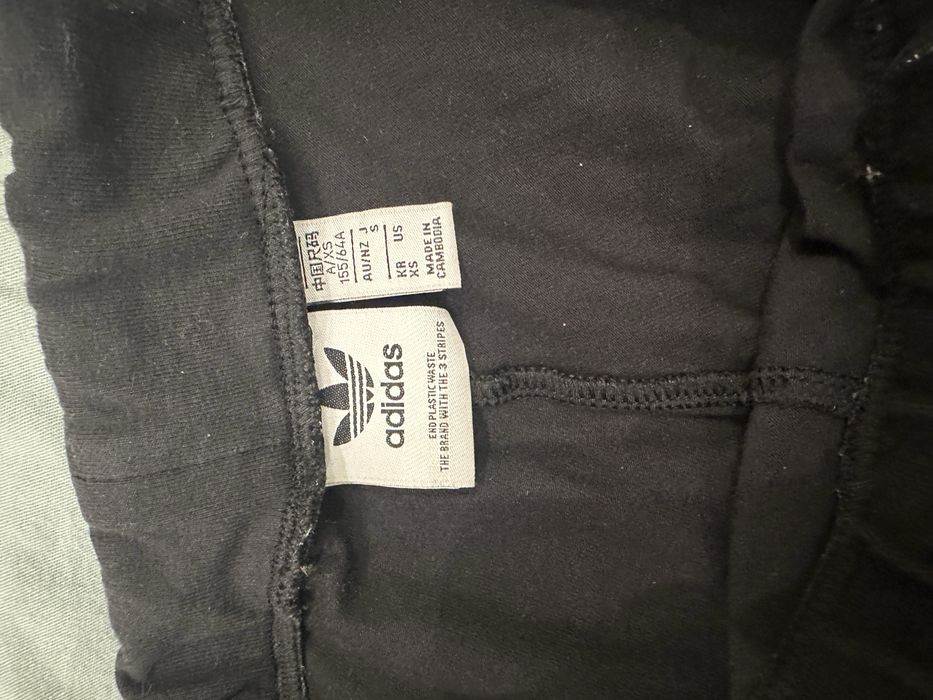 中国尺码
A/XS
155/64A
AU/NZ J
S
KR US
XS
MADE IN
CAMBODIA
adidas
END PLASTIC WASTE
THE BRAND WITH THE 3 STRIPES